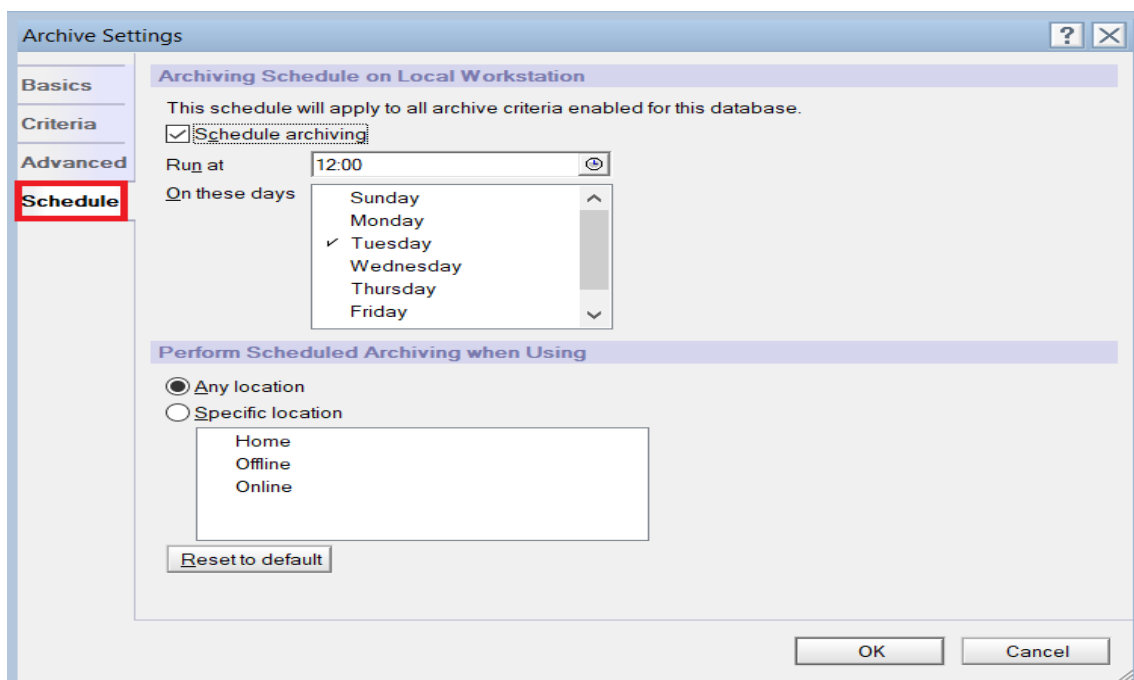 Archive Settings
Basics
Criteria
Advanced
Schedule
Archiving Schedule on Local Workstation
This schedule will apply to all archive criteria enabled for this database.
Schedule archiving
Run at 12:00
On these days
Sunday
Monday
Tuesday
Wednesday
Thursday
Friday
Perform Scheduled Archiving when Using
Any location
Specific location
Home
Offline
Online
Reset to default
OK Cancel